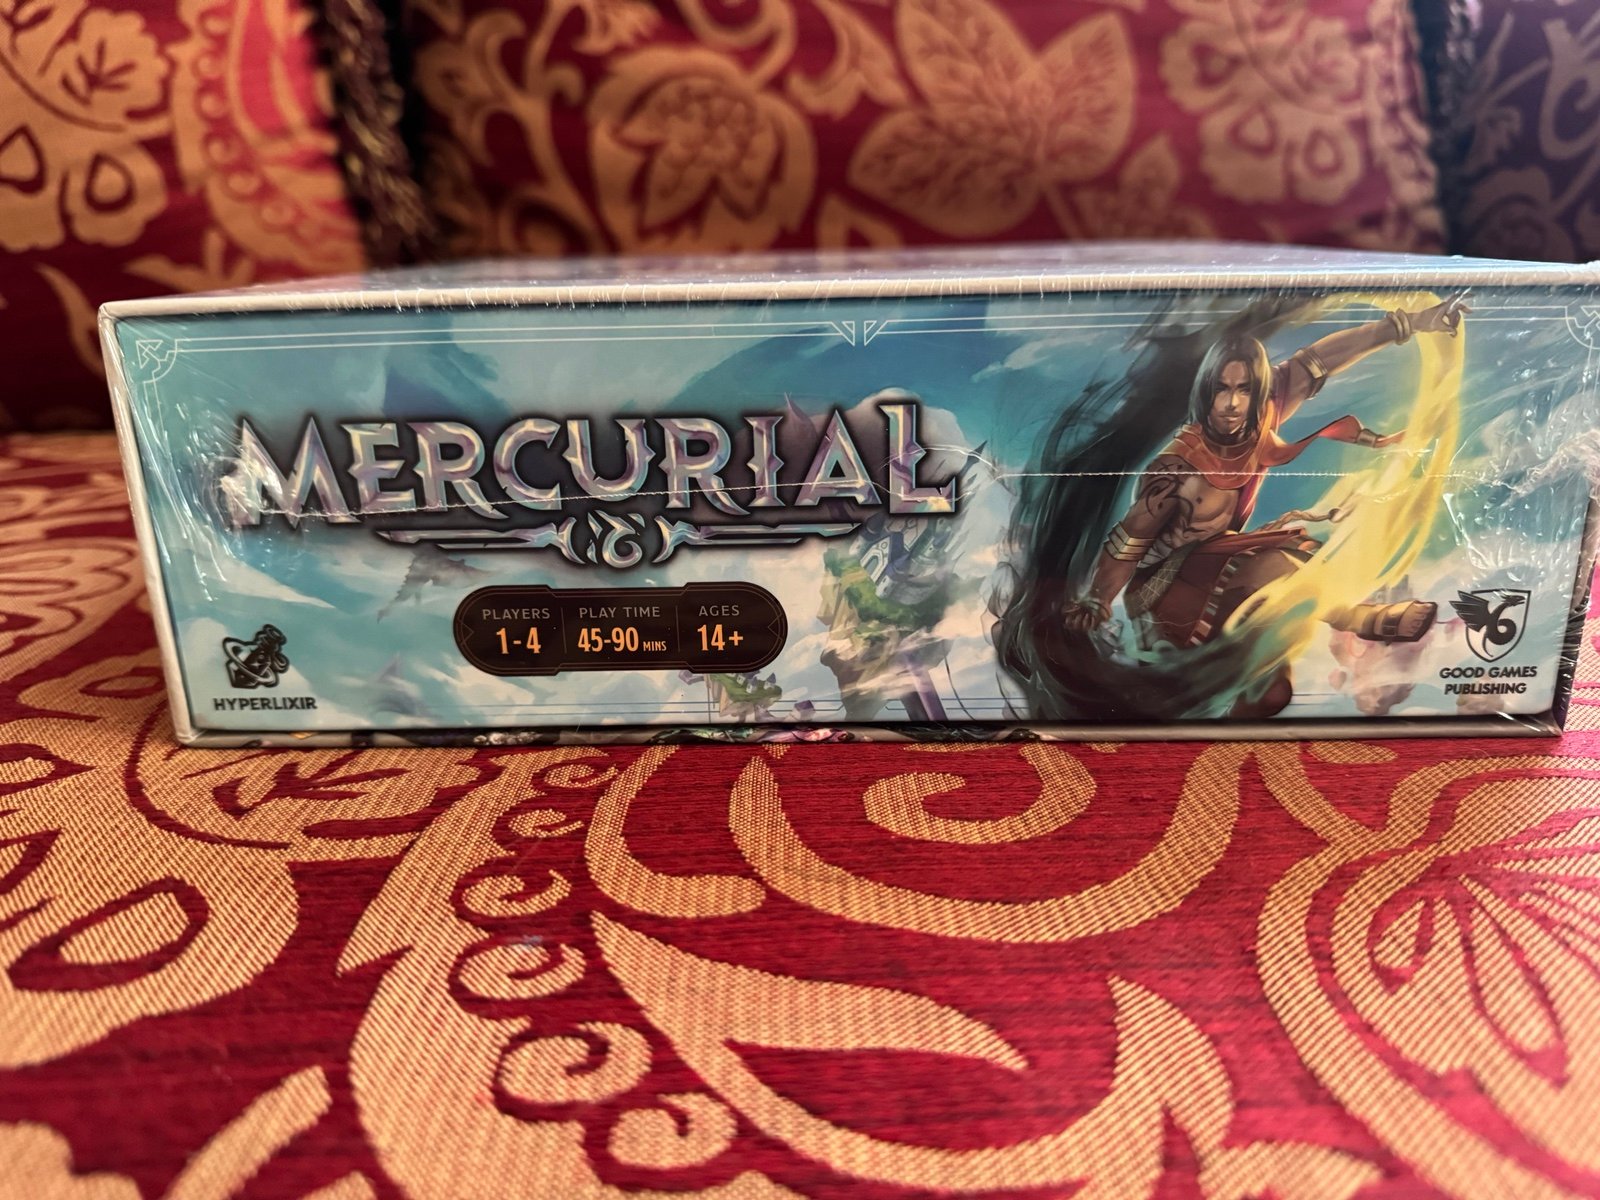 MERCURIAL
PLAYERS PLAY TIME AGES
1-4 45-90 MINS 14+
HYPERLIXIR
GOOD GAMES
PUBLISHING